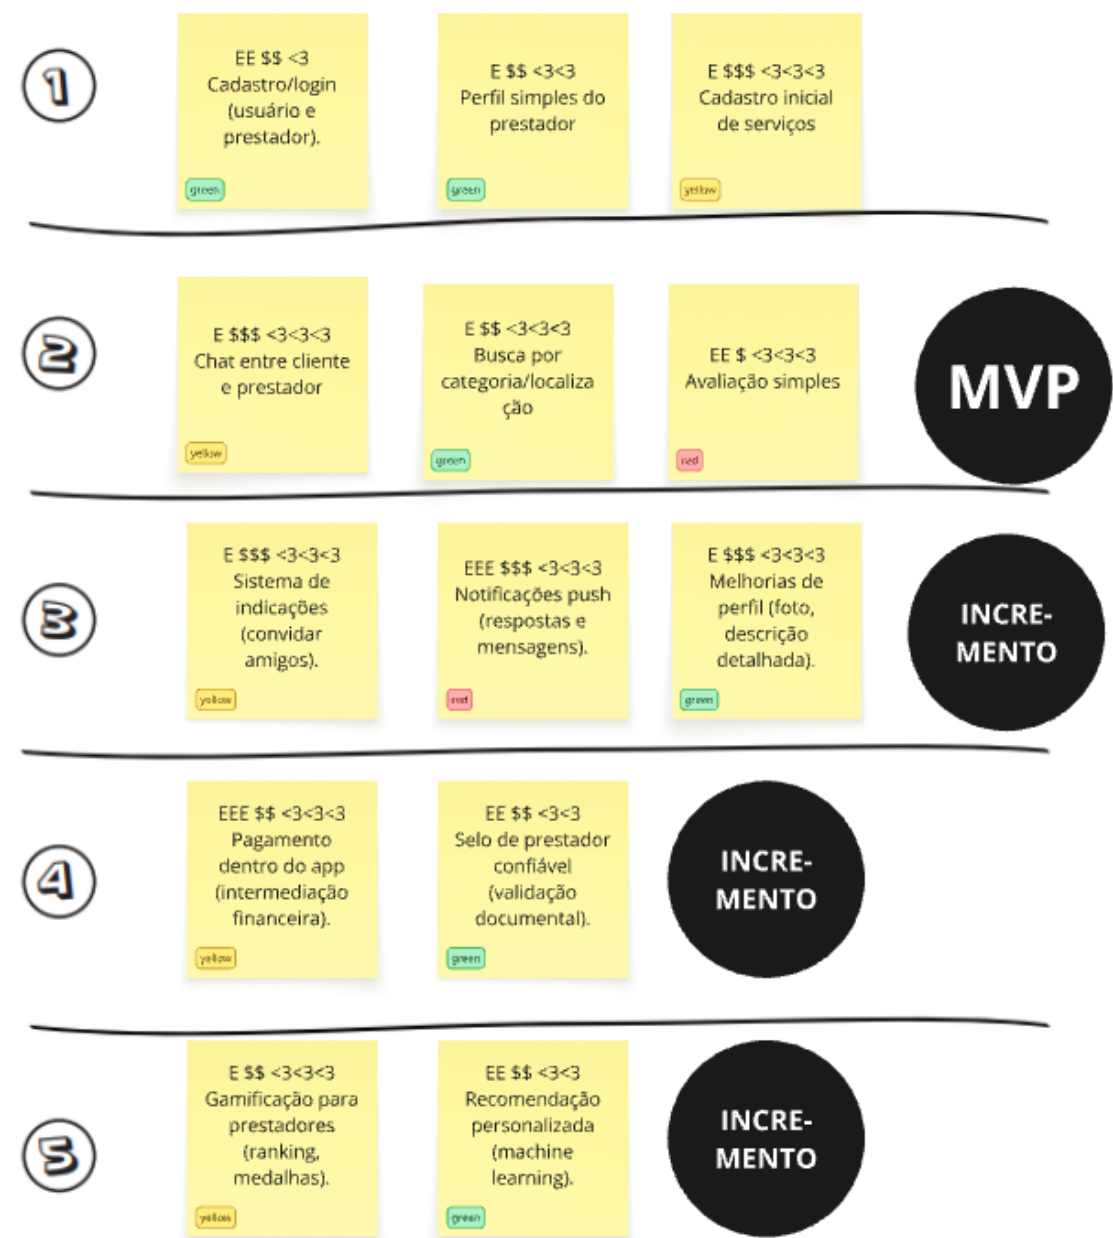 1
EE $$ <3
Cadastro/login
(usuário e
prestador).
green
E $$ <3<3
Perfil simples do
prestador
green
E $$$ <3<3<3
Cadastro inicial
de serviços
yellow
2
E $$$ <3<3<3
Chat entre cliente
e prestador
yellow
E $$ <3<3<3
Busca por
categoria/localiza
ção
green
EE $ <3<3<3
Avaliação simples
red
MVP
3
E $$$ <3<3<3
Sistema de
indicações
(convidar
amigos).
yellow
EEE $$$ <3<3<3
Notificações push
(respostas e
mensagens).
red
E $$$ <3<3<3
Melhorias de
perfil (foto,
descrição
detalhada).
green
INCRE-
MENTO
4
EEE $$ <3<3<3
Pagamento
dentro do app
(intermediação
financeira).
yellow
EE $$ <3<3
Selo de prestador
confiável
(validação
documental).
green
INCRE-
MENTO
5
E $$ <3<3<3
Gamificação para
prestadores
(ranking,
medalhas).
yellow
EE $$ <3<3
Recomendação
personalizada
(machine
learning).
green
INCRE-
MENTO